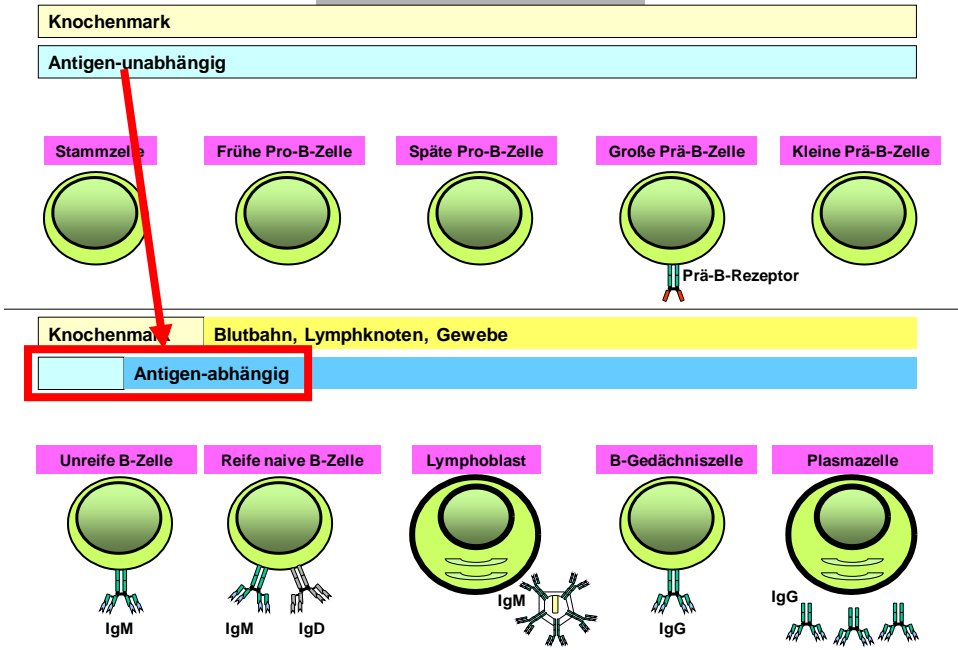 Knochenmark
Antigen-unabhängig
Stammzelle
Frühe Pro-B-Zelle
Späte Pro-B-Zelle
Große Prä-B-Zelle
Kleine Prä-B-Zelle
Prä-B-Rezeptor
Knochenmark
Blutbahn, Lymphknoten, Gewebe
Antigen-abhängig
Unreife B-Zelle
Reife naive B-Zelle
Lymphoblast
B-Gedächniszelle
Plasmazelle
IgM
IgM
IgD
IgM
IgG
IgG